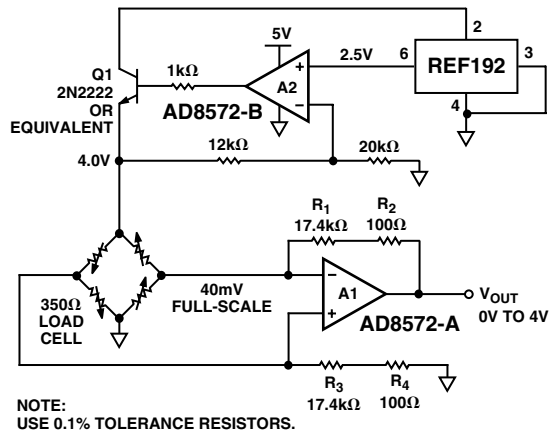 2
5V
1kΩ
+
2.5V
6
REF192
3
Q1
2N2222
OR
EQUIVALENT
A2
−
4
AD8572-B
12kΩ
20kΩ
4.0V
R1
17.4kΩ
R2
100Ω
40mV
FULL-SCALE
−
A1
+
VOUT
0V TO 4V
350Ω
LOAD
CELL
AD8572-A
R3
17.4kΩ
R4
100Ω
NOTE:
USE 0.1% TOLERANCE RESISTORS.